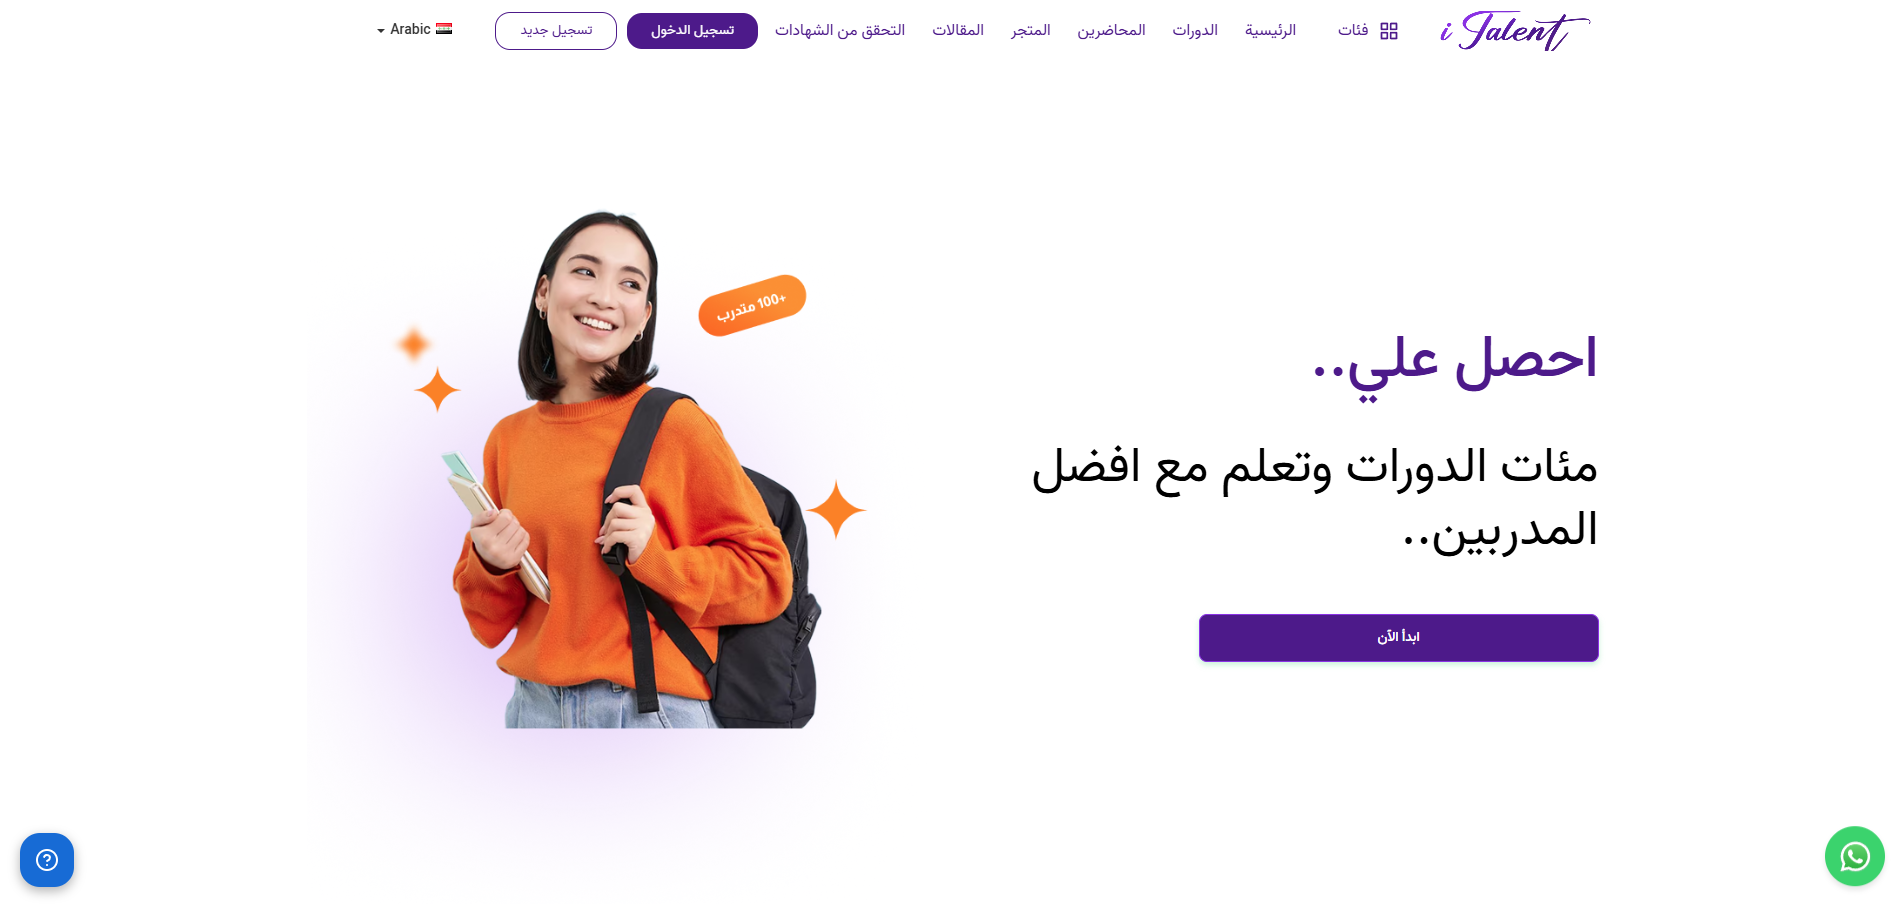 i Talent
فئات
الرئيسية
الدورات
المحاضرين
المتجر
المقالات
التحقق من الشهادات
تسجيل الدخول
تسجيل جديد
Arabic
+100 متدرب
احصل علي..
مئات الدورات وتعلم مع افضل
المدربين..
ابدأ الآن